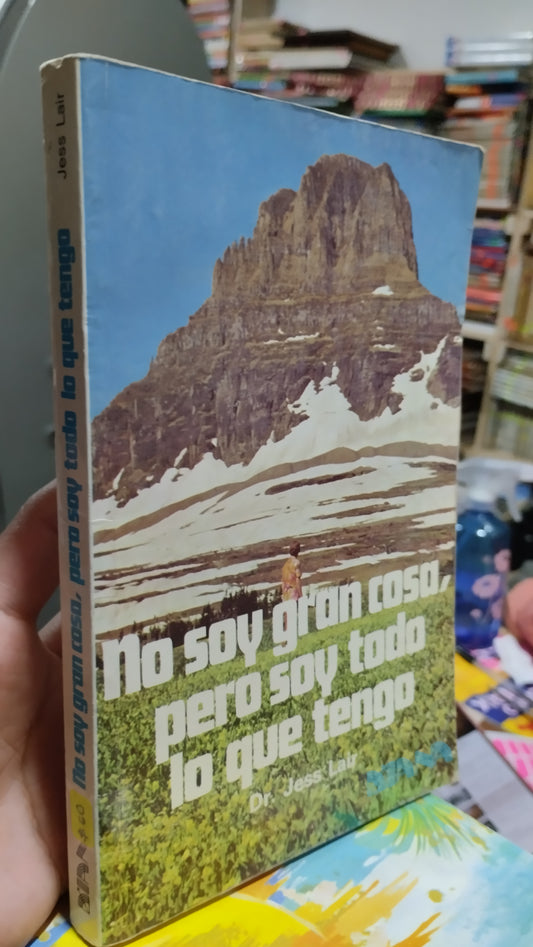 No soy gran cosa,
pero soy todo
lo que tengo
Dr. Jess Lair
Jess Lair
No soy gran cosa, pero soy todo lo que tengo